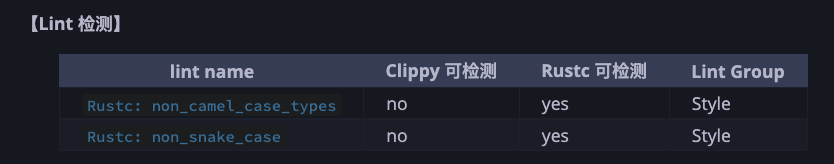 【Lint 检测】
lint name Clippy 可检测 Rustc 可检测 Lint Group
Rustc: non_camel_case_types no yes Style
Rustc: non_snake_case no yes Style